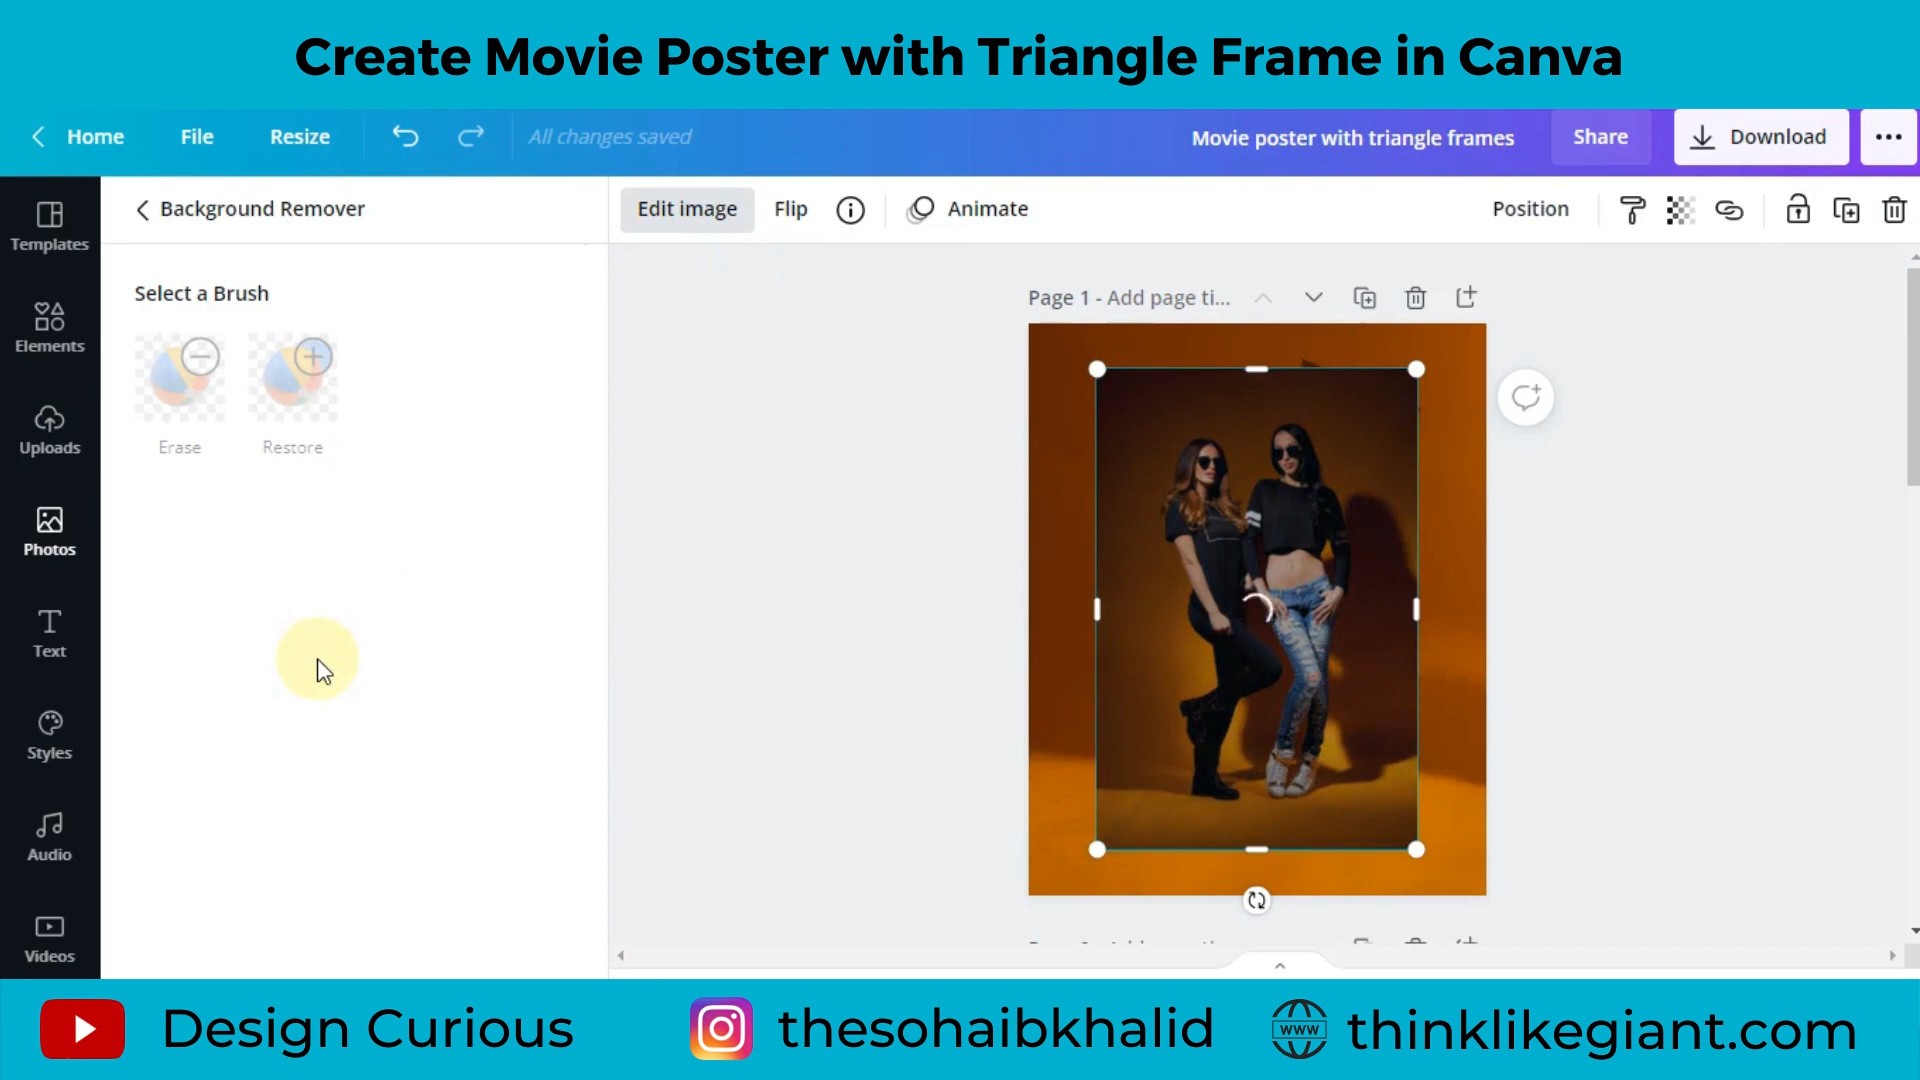 Create Movie Poster with Triangle Frame in Canva
Home File Resize All changes saved Movie poster with triangle frames Share Download
Background Remover Edit image Flip Animate Position
Templates
Select a Brush
Page 1 - Add page ti...
Elements
Uploads
Erase Restore
Photos
Text
Styles
Audio
Videos
Design Curious thesohaibkhalid www thinklikegiant.com